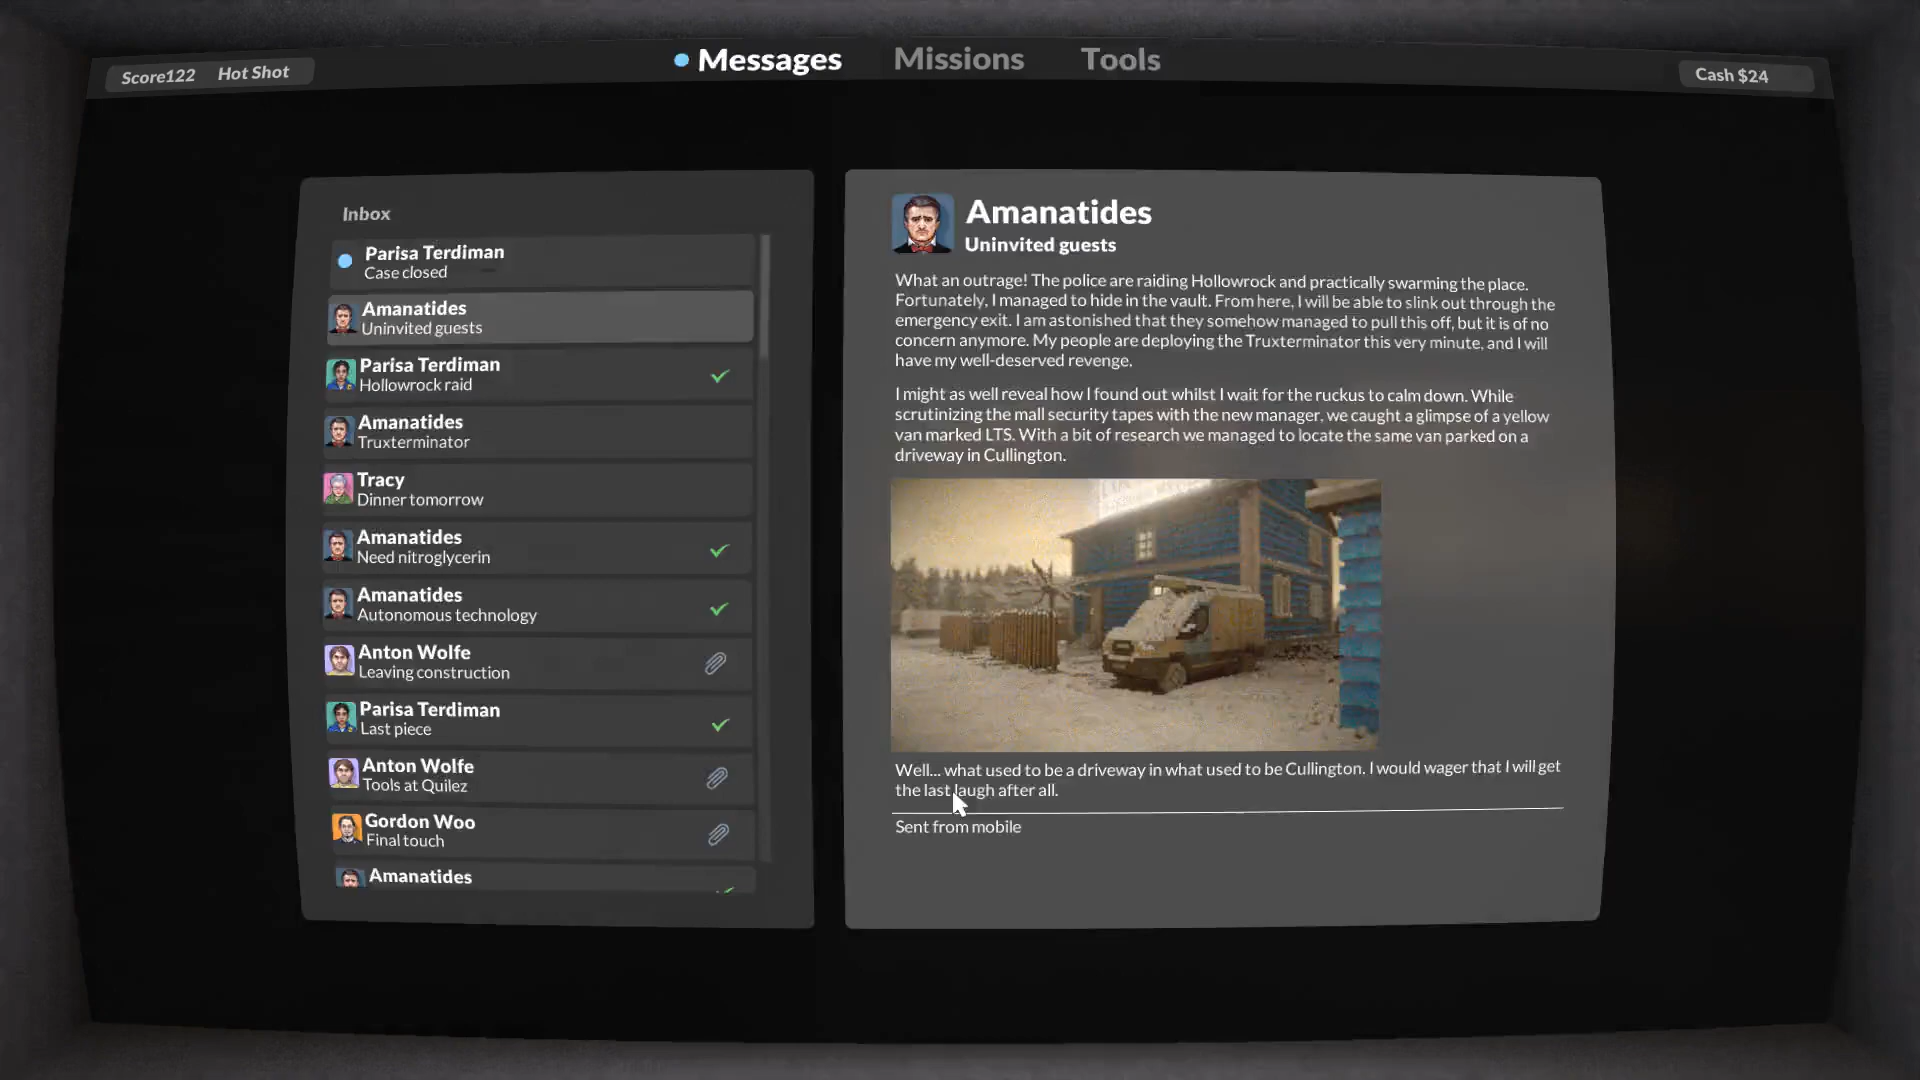 Score122 Hot Shot
Messages Missions Tools
Cash $24
Inbox
Parisa Terdiman
Case closed
Amanatides
Uninvited guests
Parisa Terdiman
Hollowrock raid
Amanatides
Truxterminator
Tracy
Dinner tomorrow
Amanatides
Need nitroglycerin
Amanatides
Autonomous technology
Anton Wolfe
Leaving construction
Parisa Terdiman
Last piece
Anton Wolfe
Tools at Quilez
Gordon Woo
Final touch
Amanatides
Amanatides
Uninvited guests
What an outrage! The police are raiding Hollowrock and practically swarming the place.
Fortunately, I managed to hide in the vault. From here, I will be able to slink out through the
emergency exit. I am astonished that they somehow managed to pull this off, but it is of no
concern anymore. My people are deploying the Truxterminator this very minute, and I will
have my well-deserved revenge.
I might as well reveal how I found out whilst I wait for the ruckus to calm down. While
scrutinizing the mall security tapes with the new manager, we caught a glimpse of a yellow
van marked LTS. With a bit of research we managed to locate the same van parked on a
driveway in Cullington.
Well... what used to be a driveway in what used to be Cullington. I would wager that I will get
the last laugh after all.
Sent from mobile